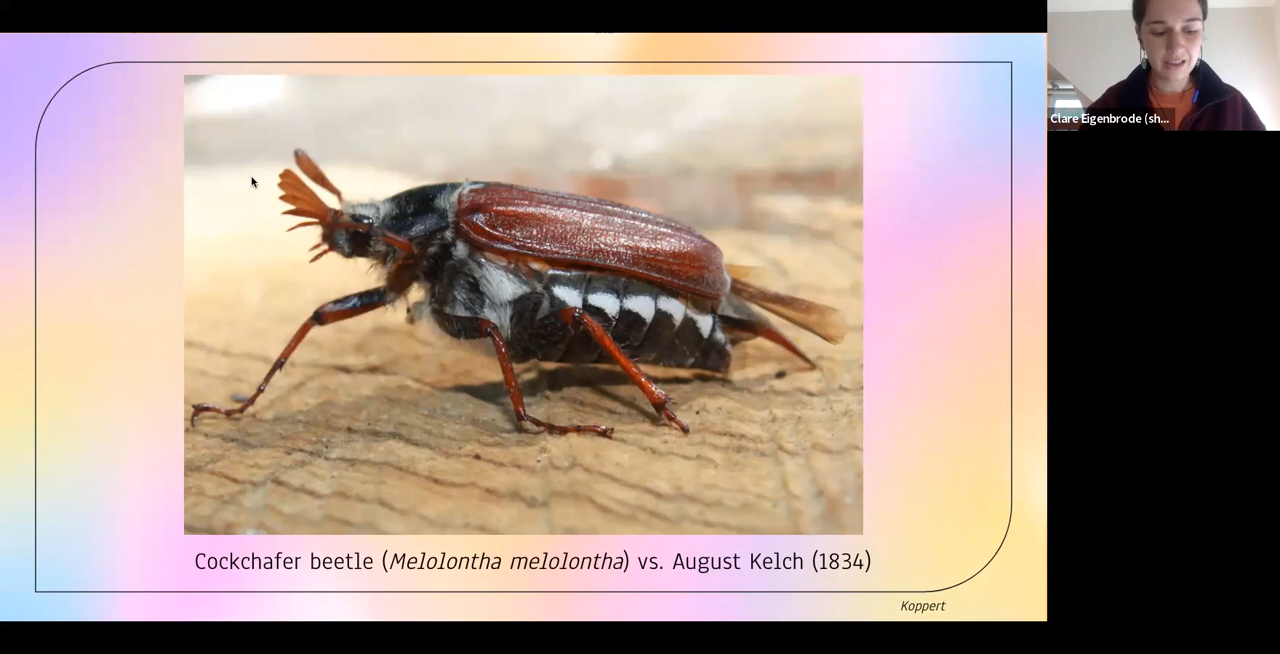 Clare Eigenbrode (sh...
Cockchafer beetle (Melolontha melolontha) vs. August Kelch (1834)
Koppert